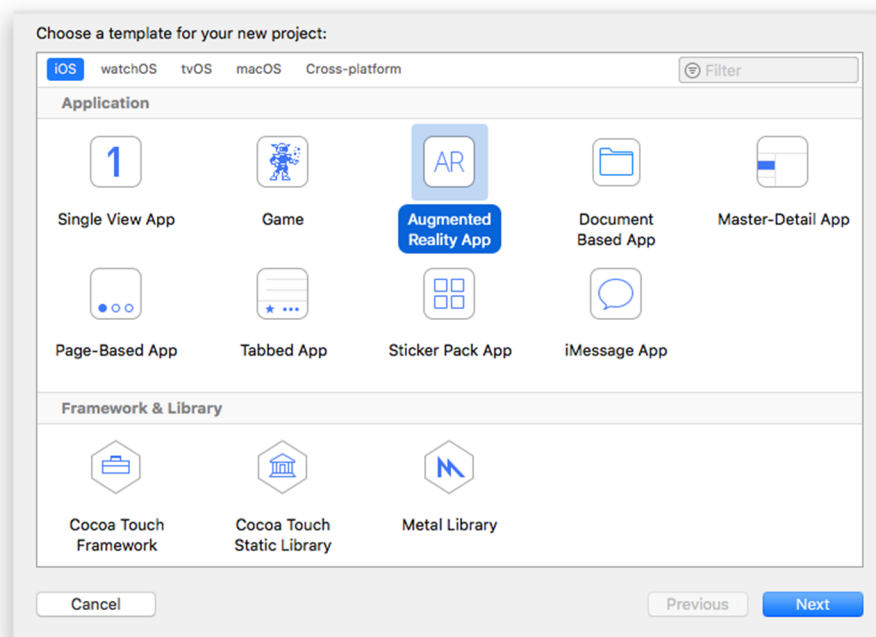 Choose a template for your new project:
iOS watchOS tvOS macOS Cross-platform Filter
Application
1 AR
Single View App Game Augmented Reality App Document Based App Master-Detail App
Page-Based App Tabbed App Sticker Pack App iMessage App
Framework & Library
Cocoa Touch Framework Cocoa Touch Static Library Metal Library
Cancel Previous Next